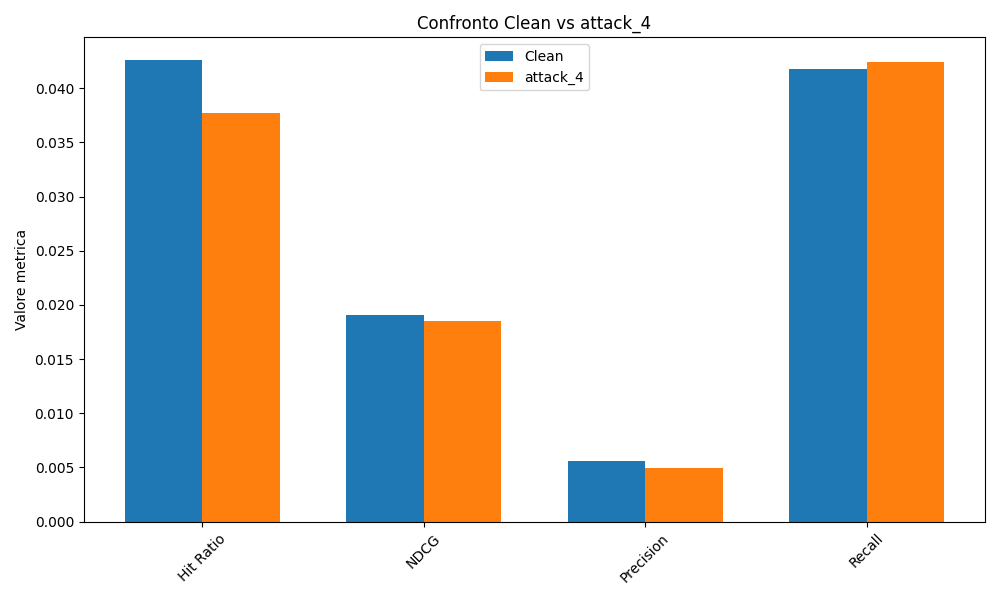 Confronto Clean vs attack_4
Clean
attack_4
Valore metrica
0.040
0.035
0.030
0.025
0.020
0.015
0.010
0.005
0.000
Hit Ratio
NDCG
Precision
Recall